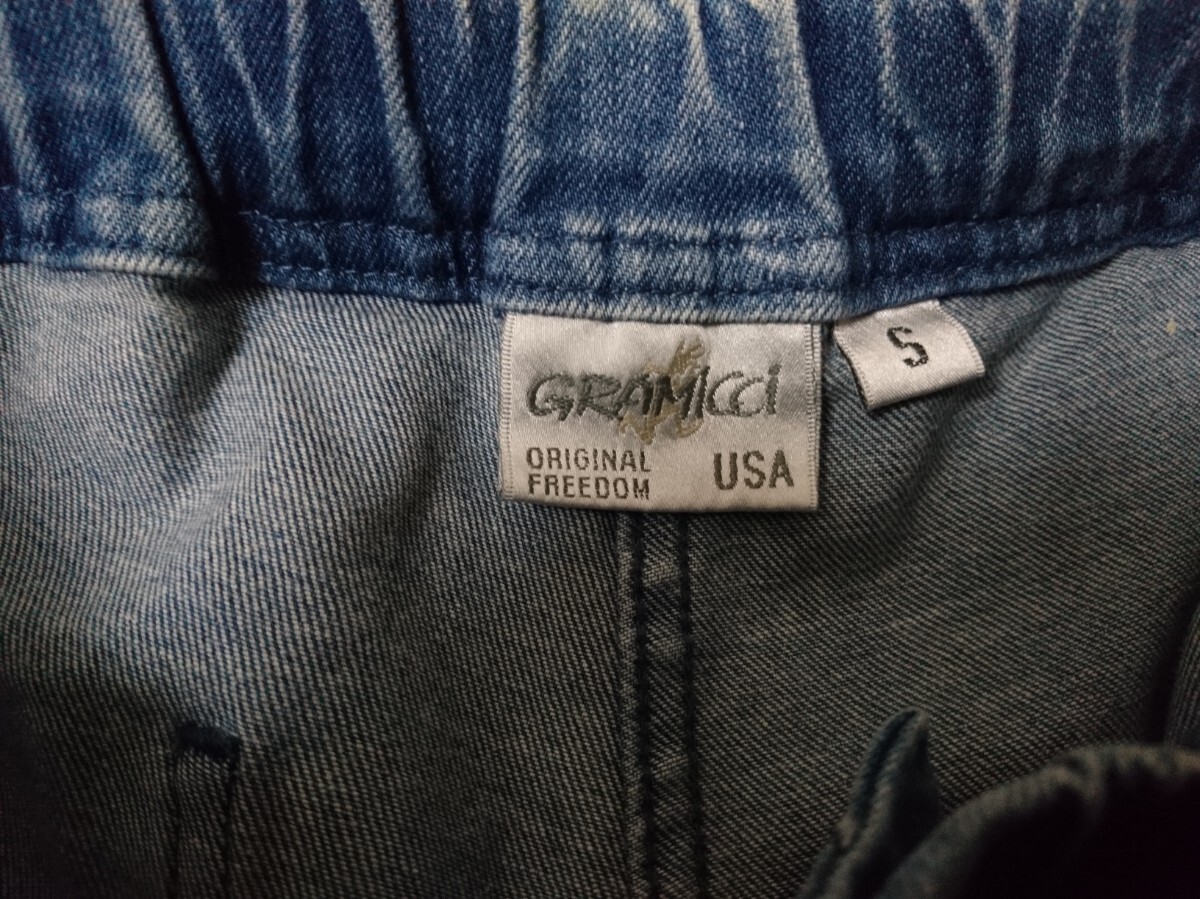 GRAMICCi
S
ORIGINAL
FREEDOM
USA